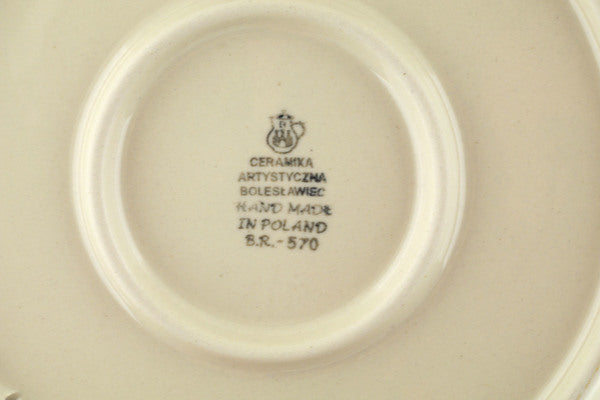 CERAMIKA
ARTYSTYCZNA
BOLESŁAWIEC
HAND MADE
IN POLAND
B.R.-570